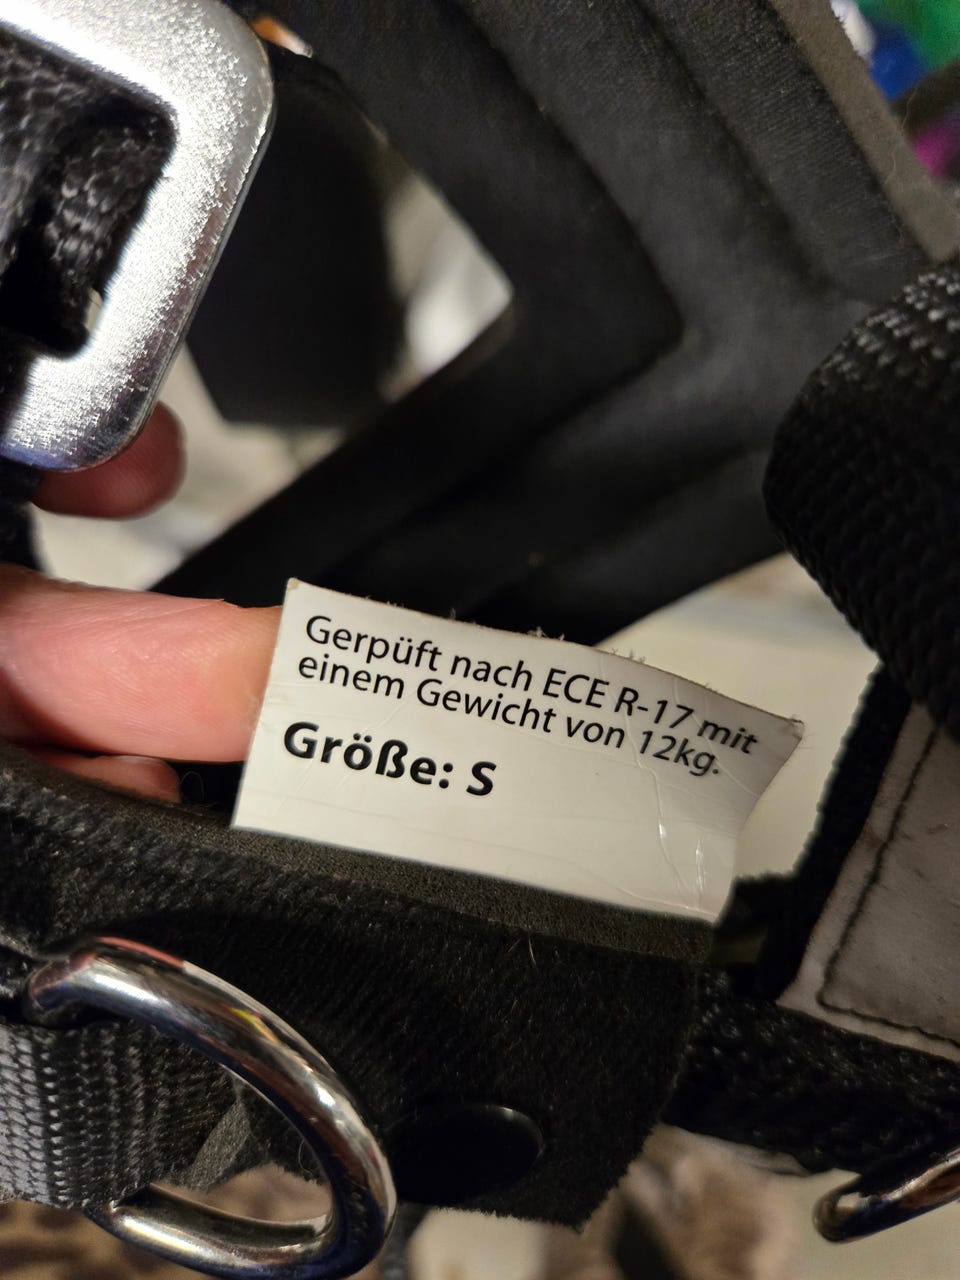 Gerpüft nach ECE R-17 mit
einem Gewicht von 12kg.
Größe: S